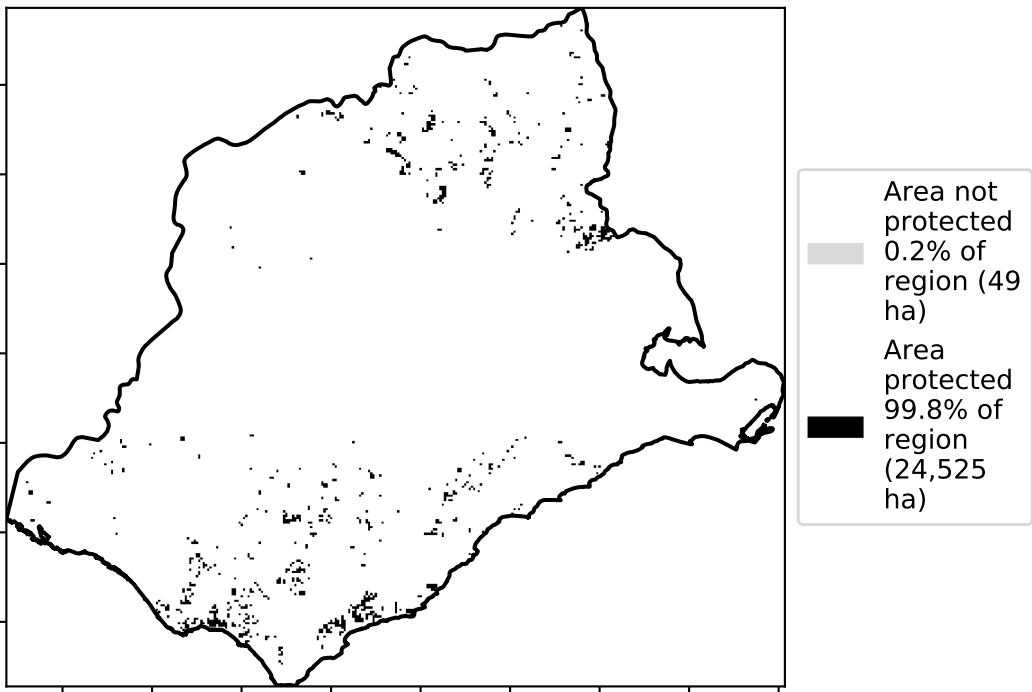 Area not
protected
0.2% of
region (49
ha)
Area
protected
99.8% of
region
(24,525
ha)